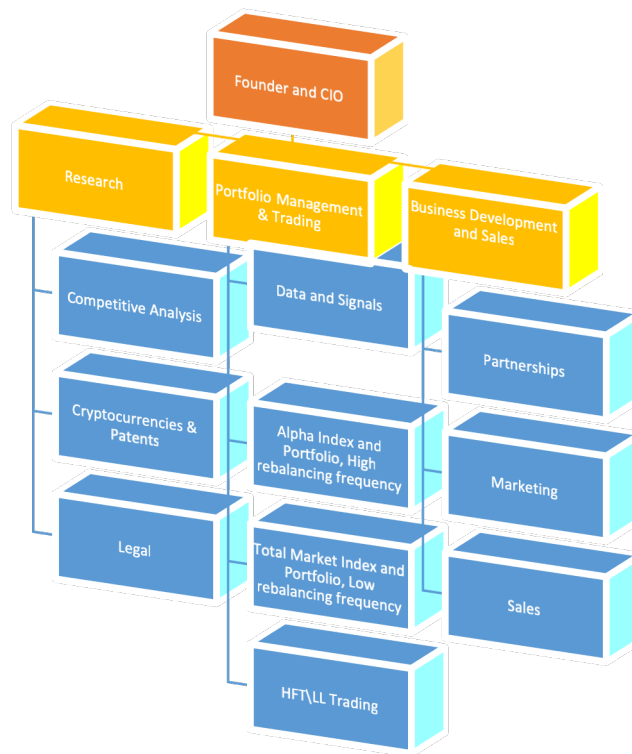 Founder and CIO
Research
Portfolio Management
& Trading
Business Development
and Sales
Competitive Analysis
Cryptocurrencies &
Patents
Legal
Data and Signals
Alpha Index and
Portfolio, High
rebalancing frequency
Total Market Index and
Portfolio, Low
rebalancing frequency
HFT\LL Trading
Partnerships
Marketing
Sales